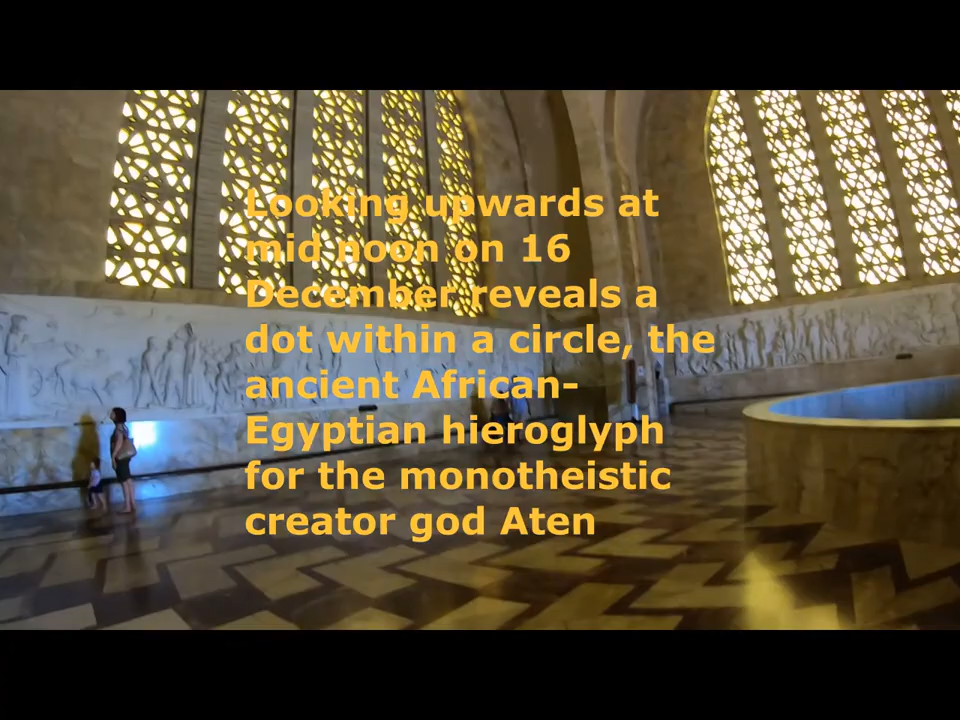 Looking upwards at
mid noon on 16
December reveals a
dot within a circle, the
ancient African-
Egyptian hieroglyph
for the monotheistic
creator god Aten